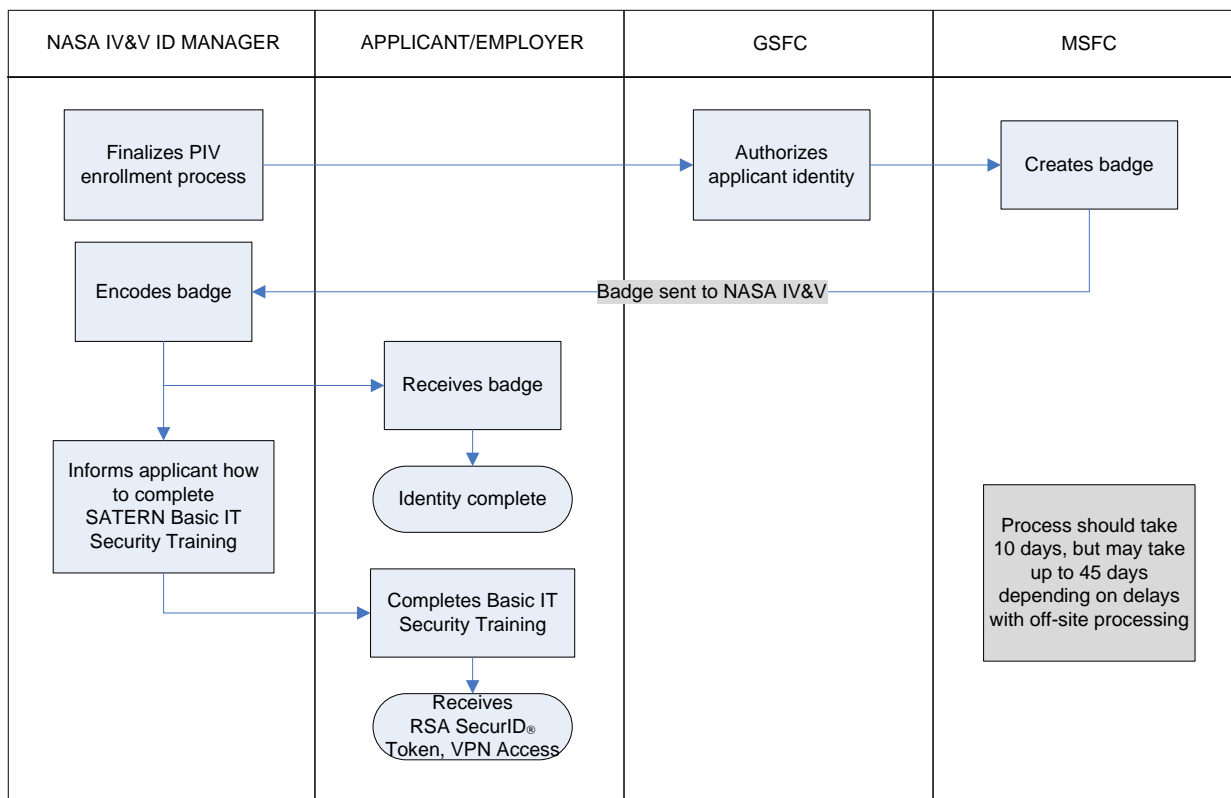 NASA IV&V ID MANAGER
APPLICANT/EMPLOYER
GSFC
MSFC
Finalizes PIV
enrollment process
Authorizes
applicant identity
Creates badge
Encodes badge
Badge sent to NASA IV&V
Receives badge
Informs applicant how
to complete
SATERN Basic IT
Security Training
Identity complete
Process should take
10 days, but may take
up to 45 days
depending on delays
with off-site processing
Completes Basic IT
Security Training
Receives
RSA SecurID®
Token, VPN Access